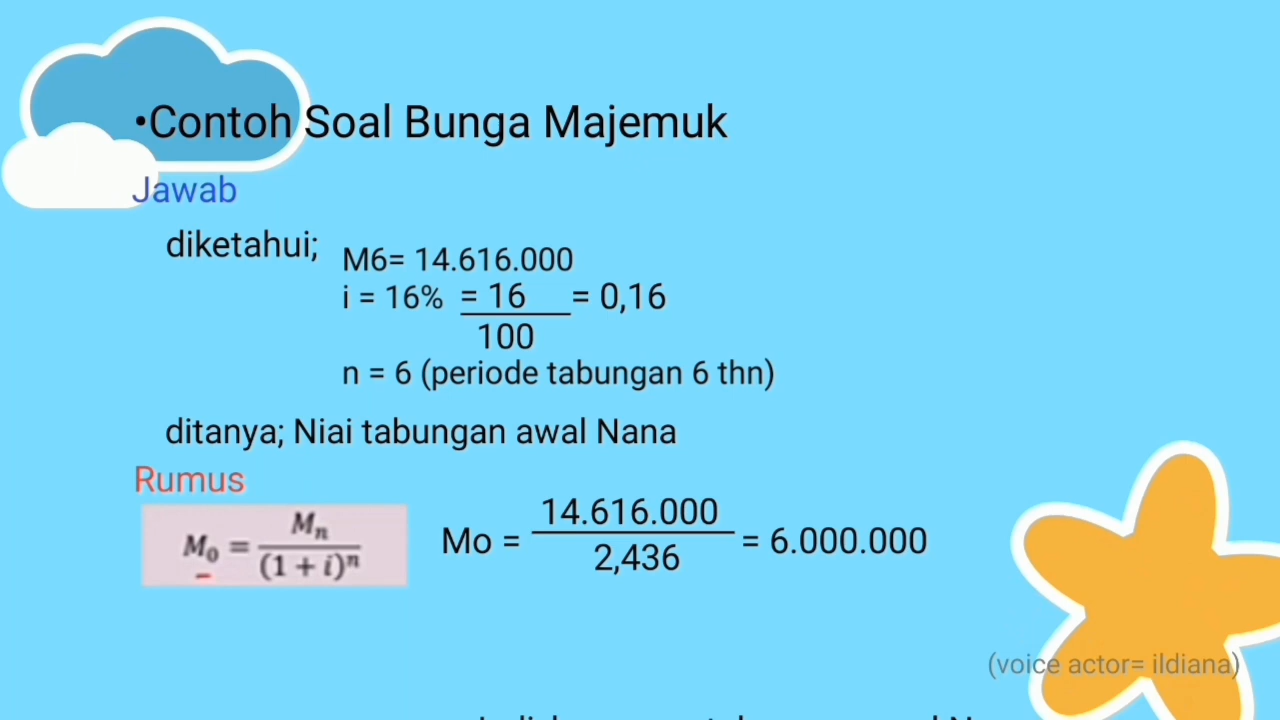 •Contoh Soal Bunga Majemuk
Jawab
diketahui;
M6= 14.616.000
i = 16% = 16/100 = 0,16
n = 6 (periode tabungan 6 thn)
ditanya; Niai tabungan awal Nana
Rumus
M₀ = Mₙ/(1 + i)ⁿ
Mo = 14.616.000/2,436 = 6.000.000
(voice actor= ildiana)